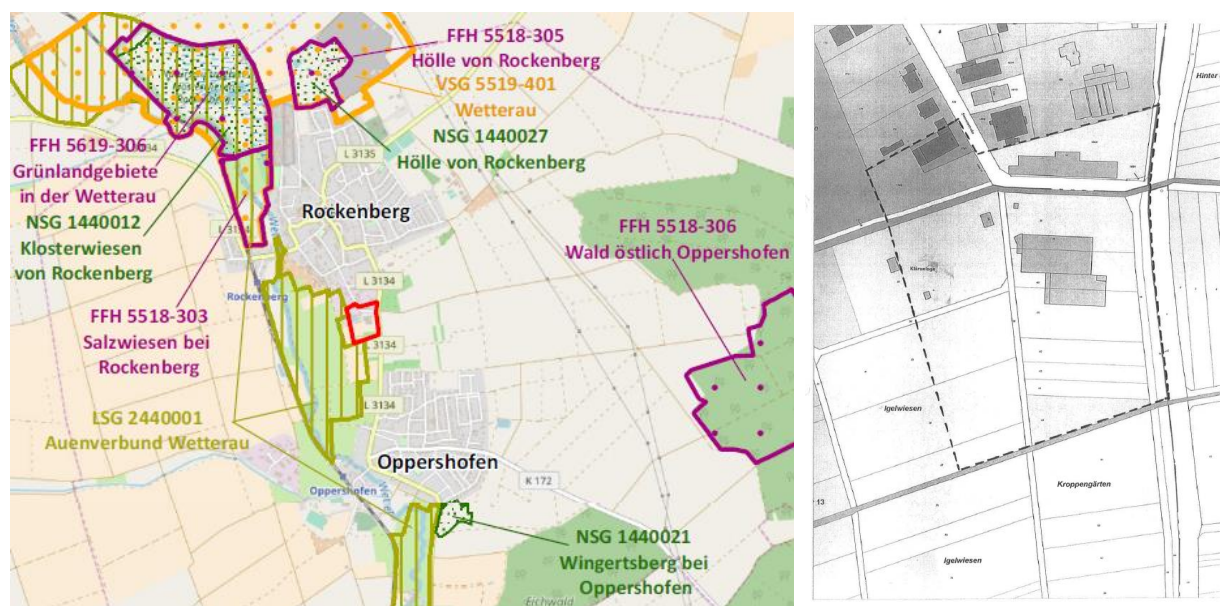 FFH 5518-305
Hölle von Rockenberg
VSG 5519-401
Wetterau
NSG 1440027
Hölle von Rockenberg
FFH 5619-306
Grünlandgebiete
in der Wetterau
NSG 1440012
Klosterwiesen
von Rockenberg
L 3135
Rockenberg
FFH 5518-306
Wald östlich Oppershofen
L 3134
Rockenberg
FFH 5518-303
Salzwiesen bei
Rockenberg
L 3134
LSG 2440001
Auenverbund Wetterau
L 3134
Oppershofen
Oppershofen
K 172
NSG 1440021
Wingertsberg bei
Oppershofen
Eichwald
Hinter
Kläranlage
Igelwiesen
Kroppengärten
13
Igelwiesen